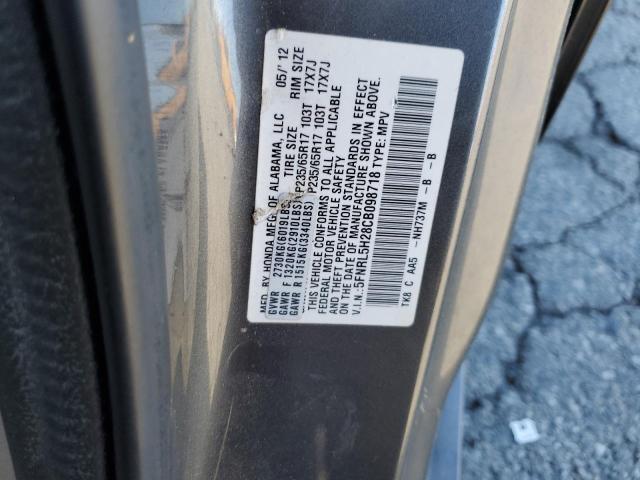 MFD. BY HONDA MFG. OF ALABAMA, LLC 05/'12
GVWR 2730KG(6019LBS) TIRE SIZE RIM SIZE
GAWR F 1320KG(2910LBS) P235/65R17 103T 17X7J
GAWR R 1515KG(3340LBS) P235/65R17 103T 17X7J
THIS VEHICLE CONFORMS TO ALL APPLICABLE
FEDERAL MOTOR VEHICLE SAFETY
AND THEFT PREVENTION STANDARDS IN EFFECT
ON THE DATE OF MANUFACTURE SHOWN ABOVE.
V.I.N.:5FNRL5H28CB098718 TYPE: MPV
TK8 C AA5 -NH737M - B - B